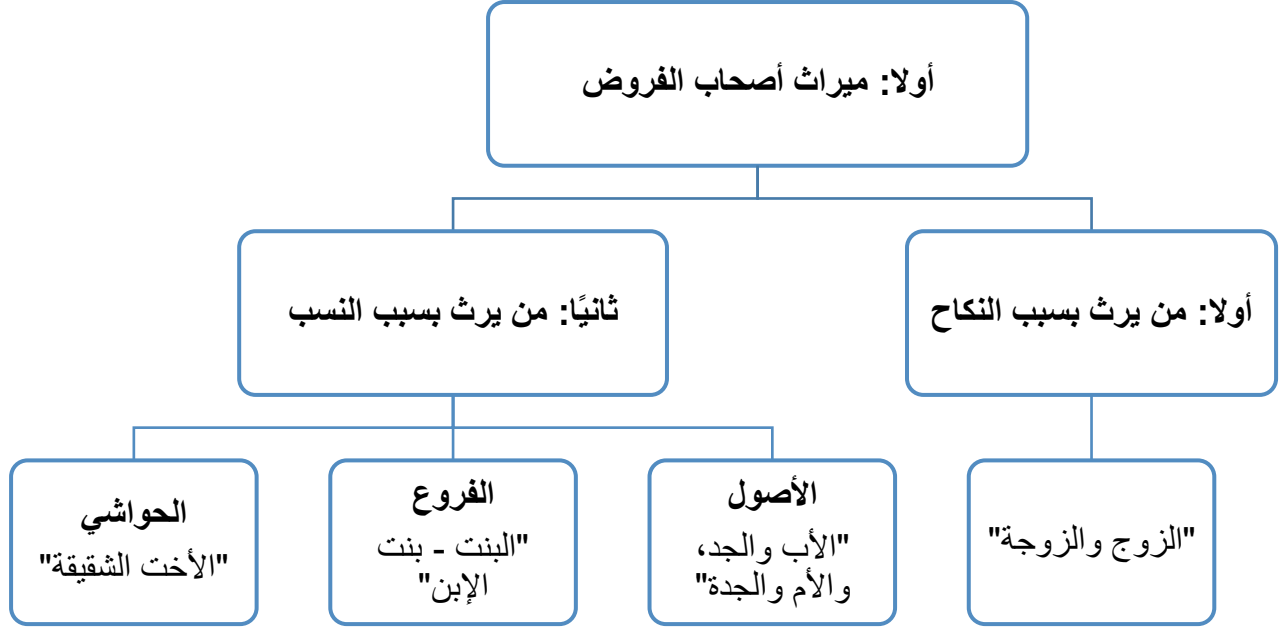 أولا: ميراث أصحاب الفروض
أولا: من يرث بسبب النكاح
ثانيًا: من يرث بسبب النسب
"الزوج والزوجة"
الأصول
"الأب والجد،
والأم والجدة"
الفروع
"البنت - بنت
الإبن"
الحواشي
"الأخت الشقيقة"